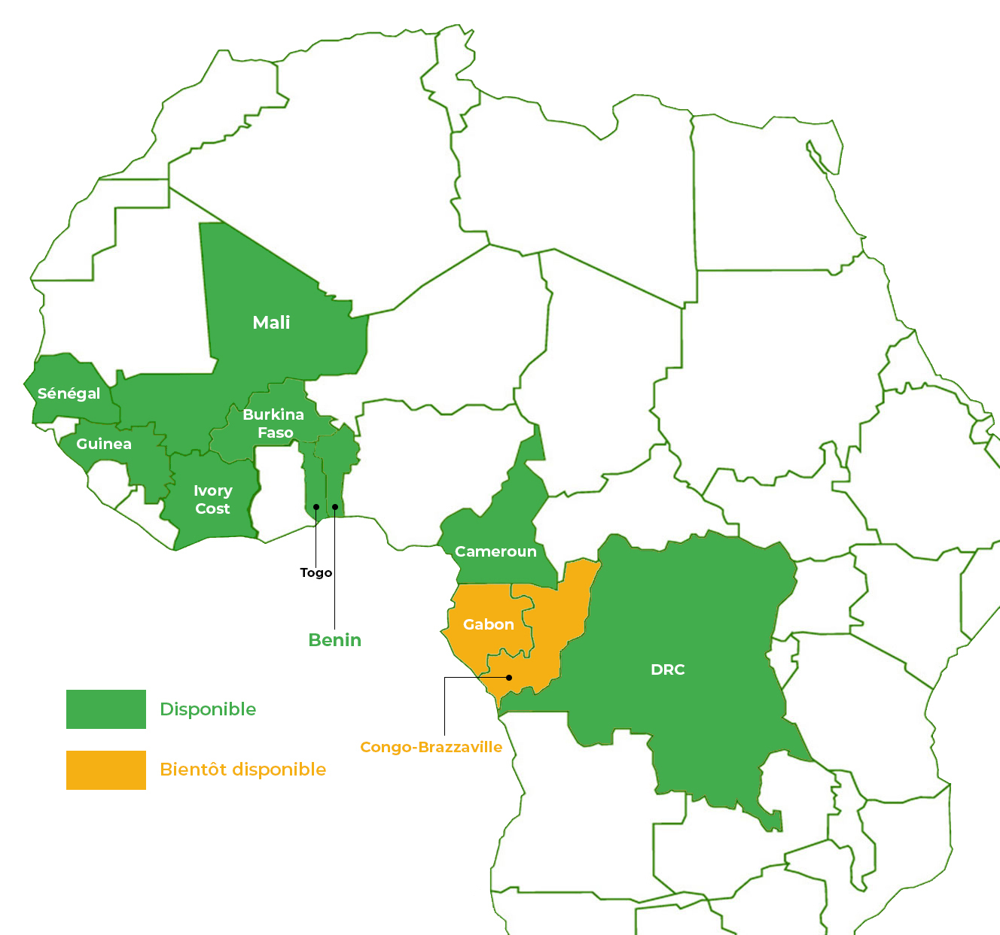 Mali
Sénégal
Burkina
Faso
Guinea
Ivory
Cost
Cameroun
Togo
Gabon
Benin
DRC
Disponible
Congo-Brazzaville
Bientôt disponible